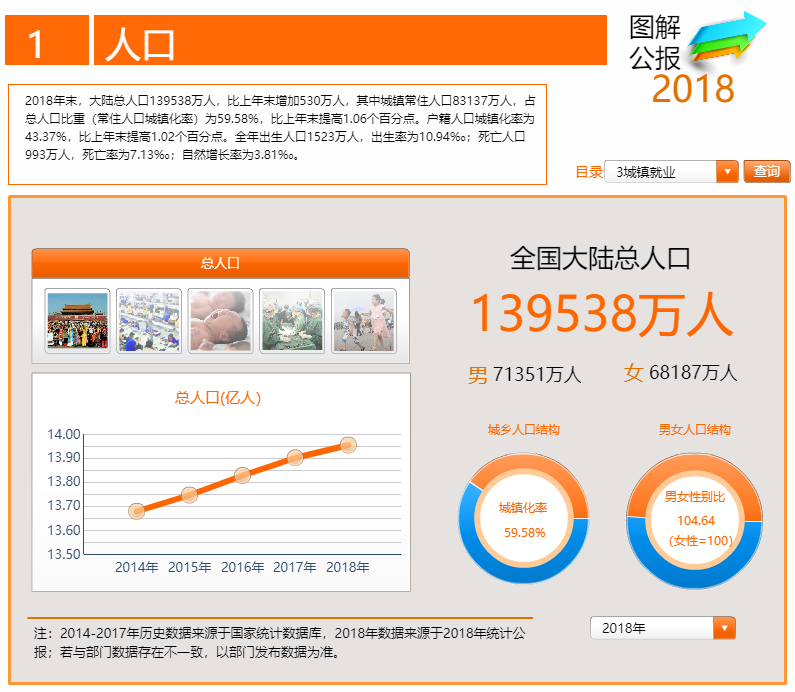 1 人口
图解
公报
2018
2018年末，大陆总人口139538万人，比上年末增加530万人，其中城镇常住人口83137万人，占
总人口比重（常住人口城镇化率）为59.58%，比上年末提高1.06个百分点。户籍人口城镇化率为
43.37%，比上年末提高1.02个百分点。全年出生人口1523万人，出生率为10.94‰；死亡人口
993万人，死亡率为7.13‰；自然增长率为3.81‰。
目录 3城镇就业 查询
总人口
总人口(亿人)
14.00
13.90
13.80
13.70
13.60
13.50
2014年 2015年 2016年 2017年 2018年
全国大陆总人口
139538万人
男 71351万人 女 68187万人
城乡人口结构 男女人口结构
城镇化率
59.58%
男女性别比
104.64
（女性=100）
注：2014-2017年历史数据来源于国家统计数据库，2018年数据来源于2018年统计公
报；若与部门数据存在不一致，以部门发布数据为准。
2018年